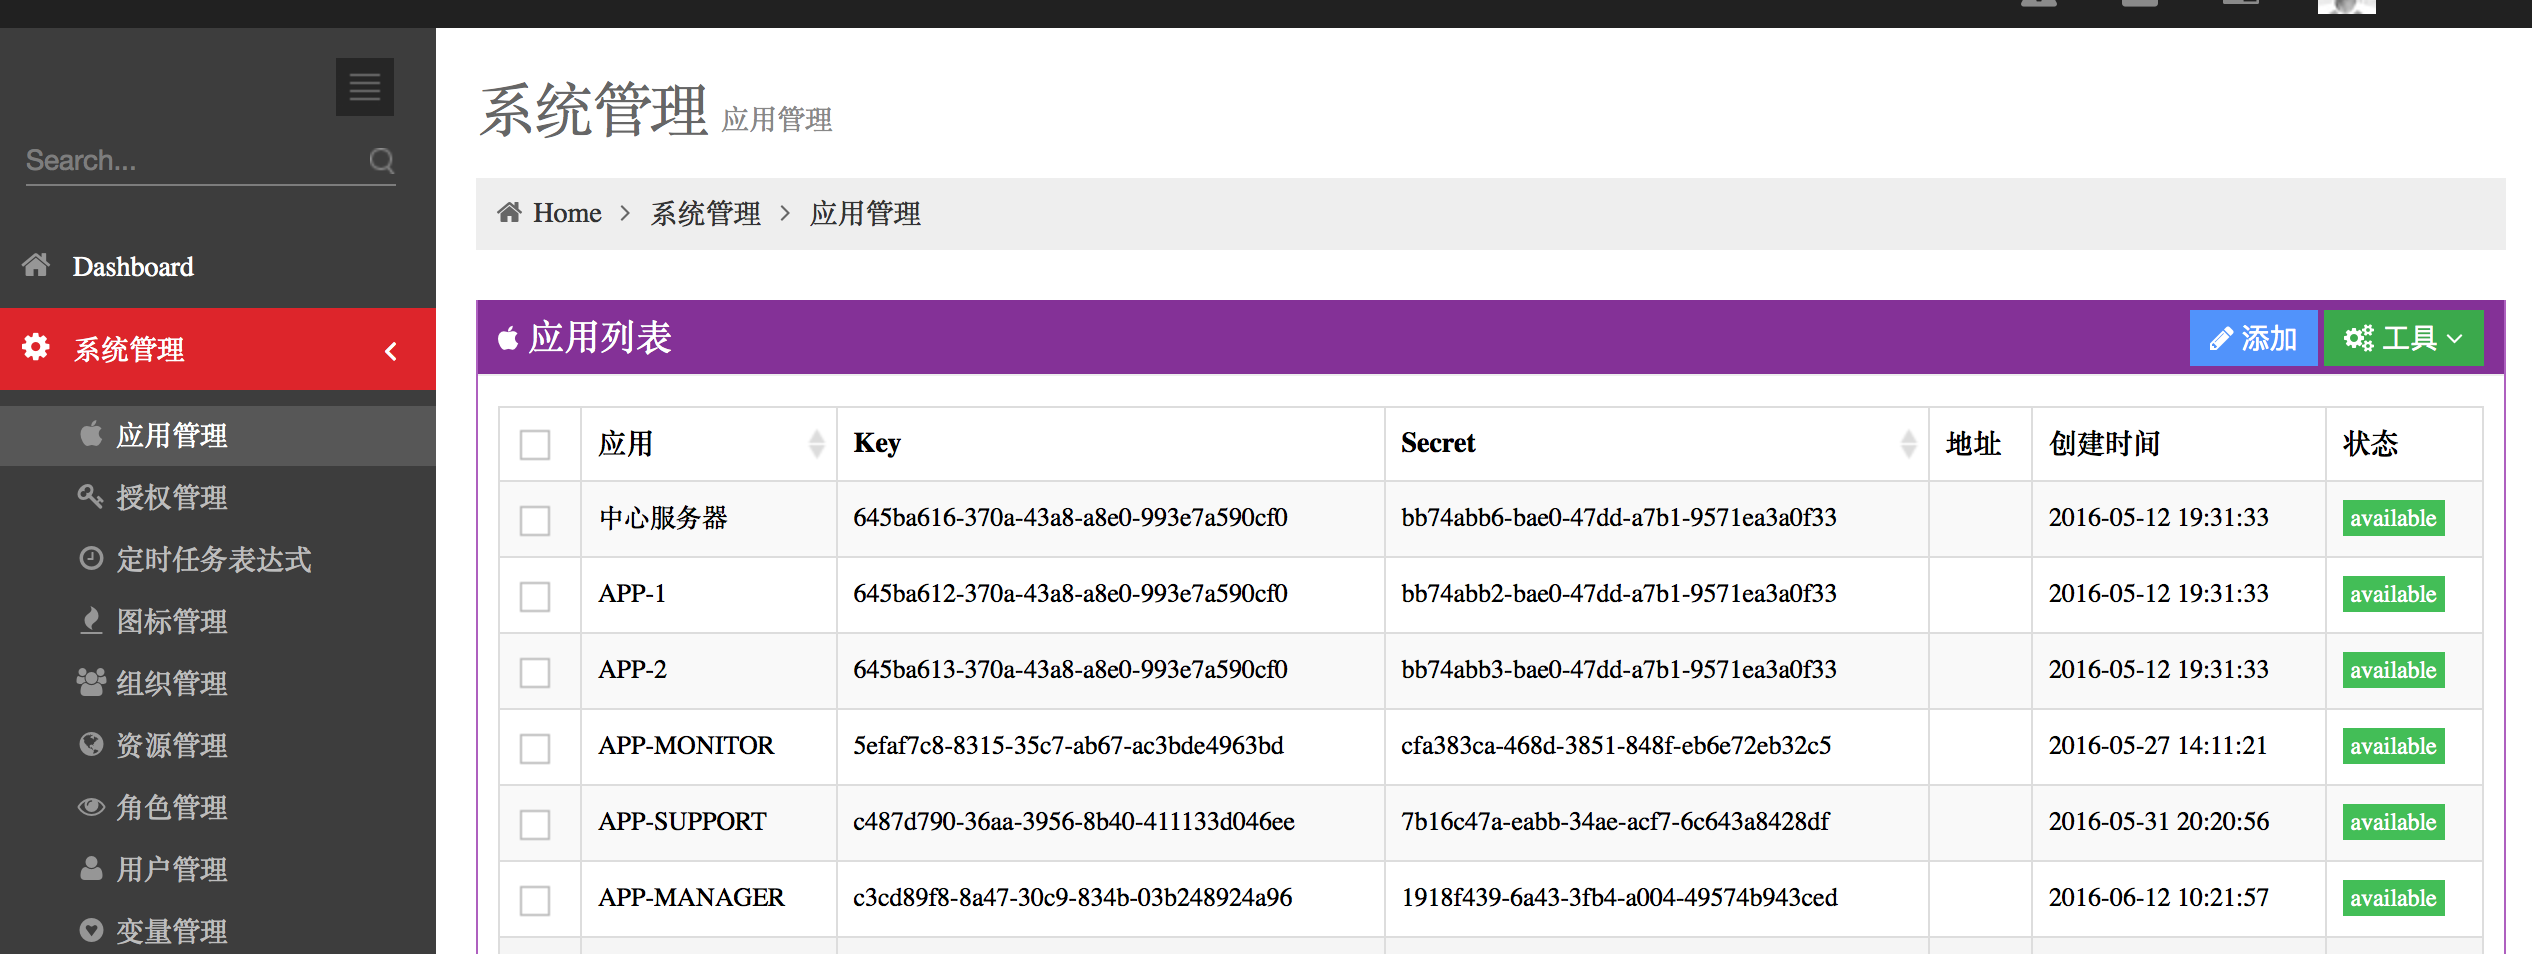 Search...
Dashboard
系统管理
应用管理
授权管理
定时任务表达式
图标管理
组织管理
资源管理
角色管理
用户管理
变量管理
系统管理 应用管理
Home 系统管理 应用管理
应用列表 添加 工具
应用 Key Secret 地址 创建时间 状态
中心服务器 645ba616-370a-43a8-a8e0-993e7a590cf0 bb74abb6-bae0-47dd-a7b1-9571ea3a0f33 2016-05-12 19:31:33 available
APP-1 645ba612-370a-43a8-a8e0-993e7a590cf0 bb74abb2-bae0-47dd-a7b1-9571ea3a0f33 2016-05-12 19:31:33 available
APP-2 645ba613-370a-43a8-a8e0-993e7a590cf0 bb74abb3-bae0-47dd-a7b1-9571ea3a0f33 2016-05-12 19:31:33 available
APP-MONITOR 5efaf7c8-8315-35c7-ab67-ac3bde4963bd cfa383ca-468d-3851-848f-eb6e72eb32c5 2016-05-27 14:11:21 available
APP-SUPPORT c487d790-36aa-3956-8b40-411133d046ee 7b16c47a-eabb-34ae-acf7-6c643a8428df 2016-05-31 20:20:56 available
APP-MANAGER c3cd89f8-8a47-30c9-834b-03b248924a96 1918f439-6a43-3fb4-a004-49574b943ced 2016-06-12 10:21:57 available